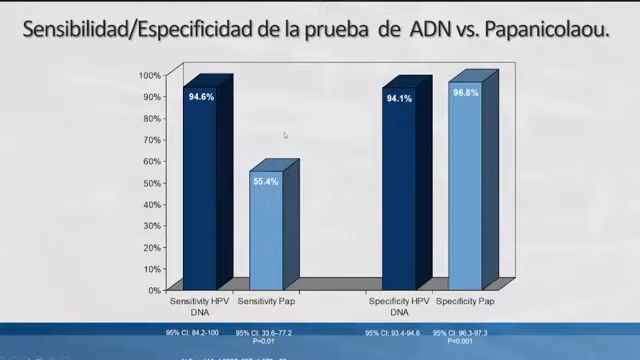 Sensibilidad/Especificidad de la prueba de ADN vs. Papanicolaou.
100%
90%
80%
70%
60%
50%
40%
30%
20%
10%
0%
94.6%
55.4%
94.1%
96.8%
Sensitivity HPV
DNA
Sensitivity Pap
Specificity HPV
DNA
Specificity Pap
95% CI: 84.2-100
95% CI: 33.6–77.2
P=0.01
95% CI: 93.4-94.8
95% CI: 96.3-97.3
P<0.001